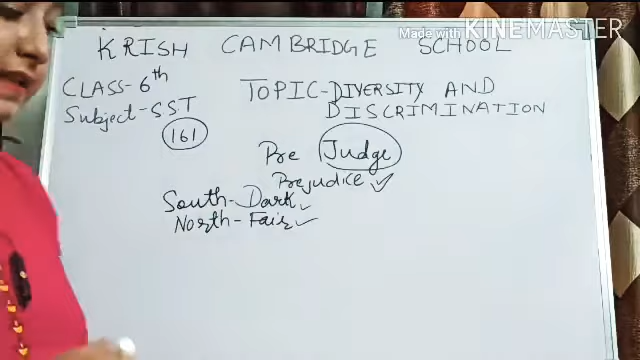 Made with KINEMASTER
KRISH CAMBRIDGE SCHOOL
CLASS-6th
Subject-SST
161
TOPIC-DIVERSITY AND
DISCRIMINATION
Pre Judge
Prejudice ✓
South-Dark ✓
North-Fair ✓